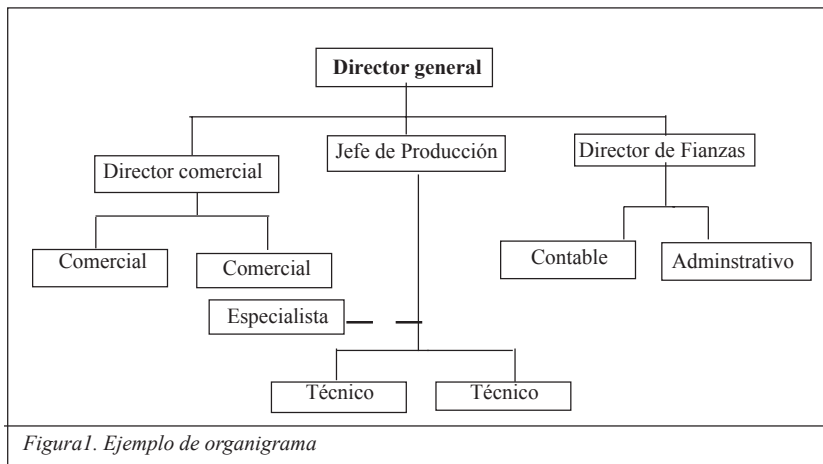 Director general
Director comercial
Jefe de Producción
Director de Fianzas
Comercial
Comercial
Contable
Adminstrativo
Especialista
Técnico
Técnico
Figura1. Ejemplo de organigrama